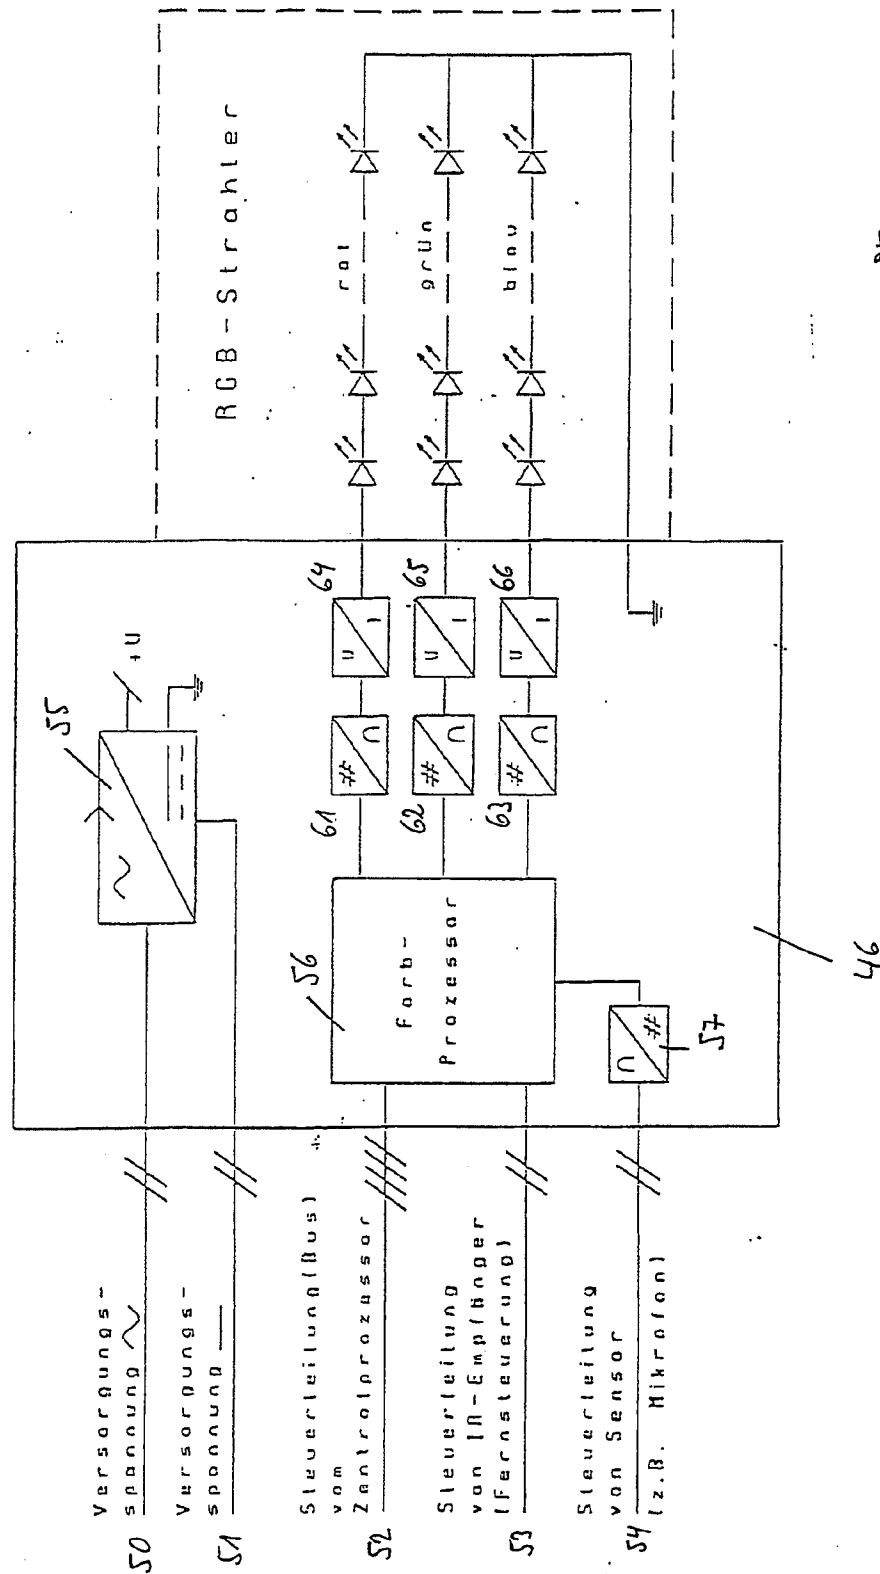 RGB-Strahler
rot
grün
blau
55
+U
64
65
66
U
I
U
I
U
I
#
U
#
U
#
U
61
62
63
56
Farb-
Prozessor
U
#
57
46
Versorgungs-
spannung ~
50
Versorgungs-
spannung —
51
Steuerleitung(Bus)
vom
Zentralprozessor
52
Steuerleitung
von IR-Empfänger
(Fernsteuerung)
53
Steuerleitung
von Sensor
(z.B. Mikrofon)
54